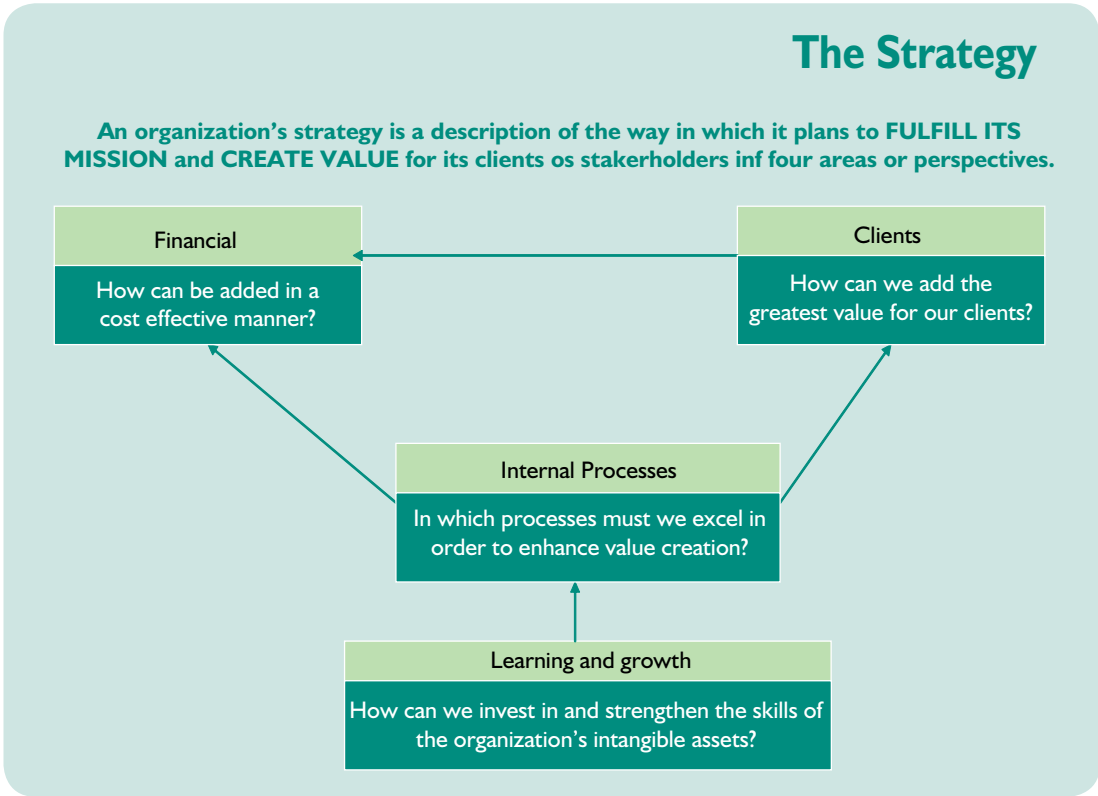 The Strategy
An organization’s strategy is a description of the way in which it plans to FULFILL ITS
MISSION and CREATE VALUE for its clients os stakerholders inf four areas or perspectives.
Financial
How can be added in a
cost effective manner?
Clients
How can we add the
greatest value for our clients?
Internal Processes
In which processes must we excel in
order to enhance value creation?
Learning and growth
How can we invest in and strengthen the skills of
the organization’s intangible assets?